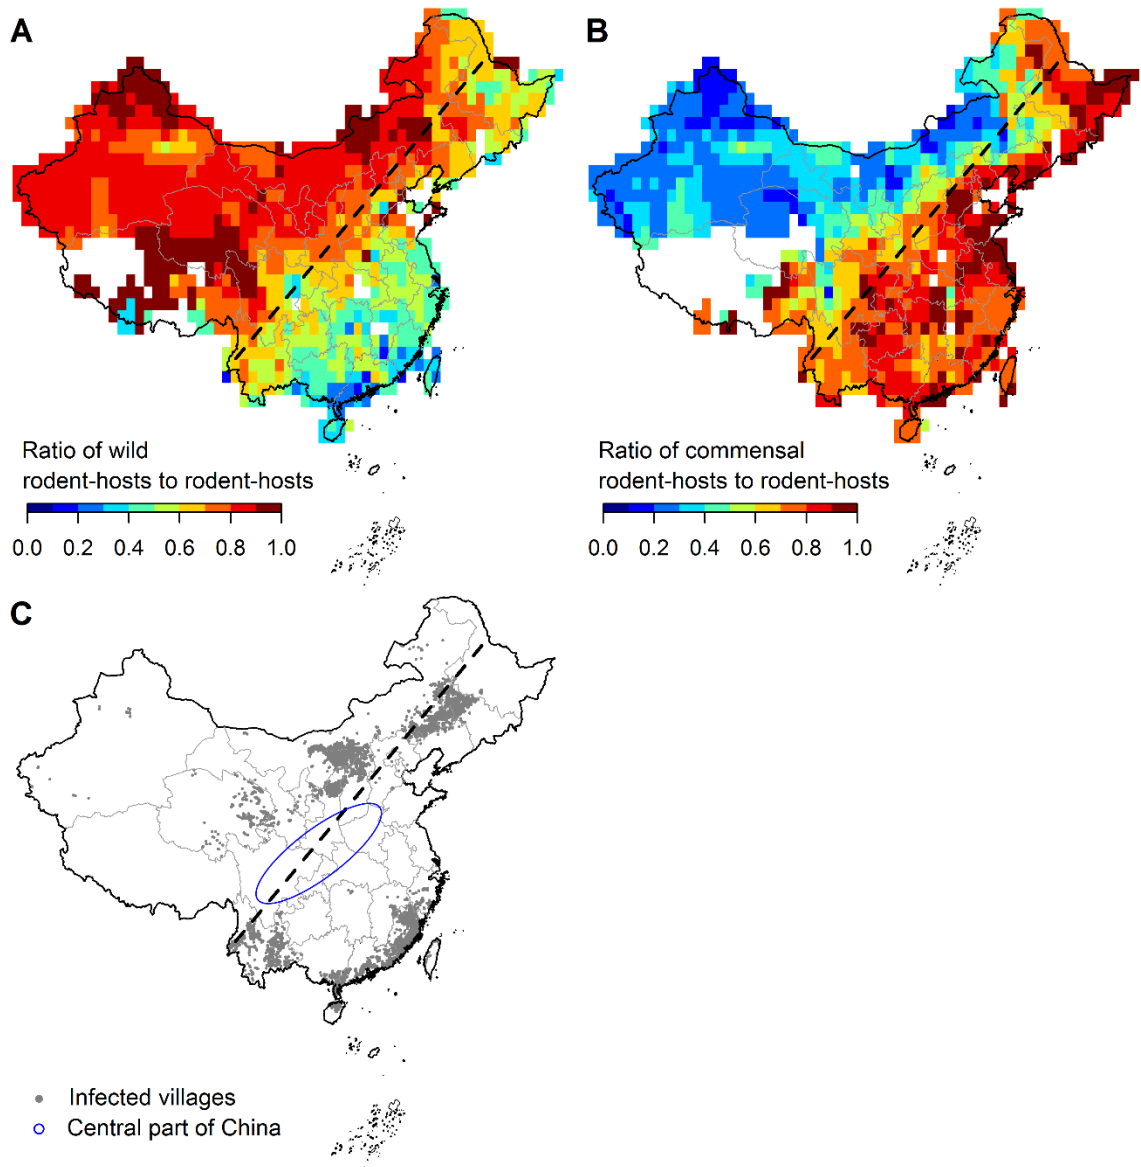 A
B
Ratio of wild
rodent-hosts to rodent-hosts
0.0 0.2 0.4 0.6 0.8 1.0
Ratio of commensal
rodent-hosts to rodent-hosts
0.0 0.2 0.4 0.6 0.8 1.0
C
Infected villages
Central part of China